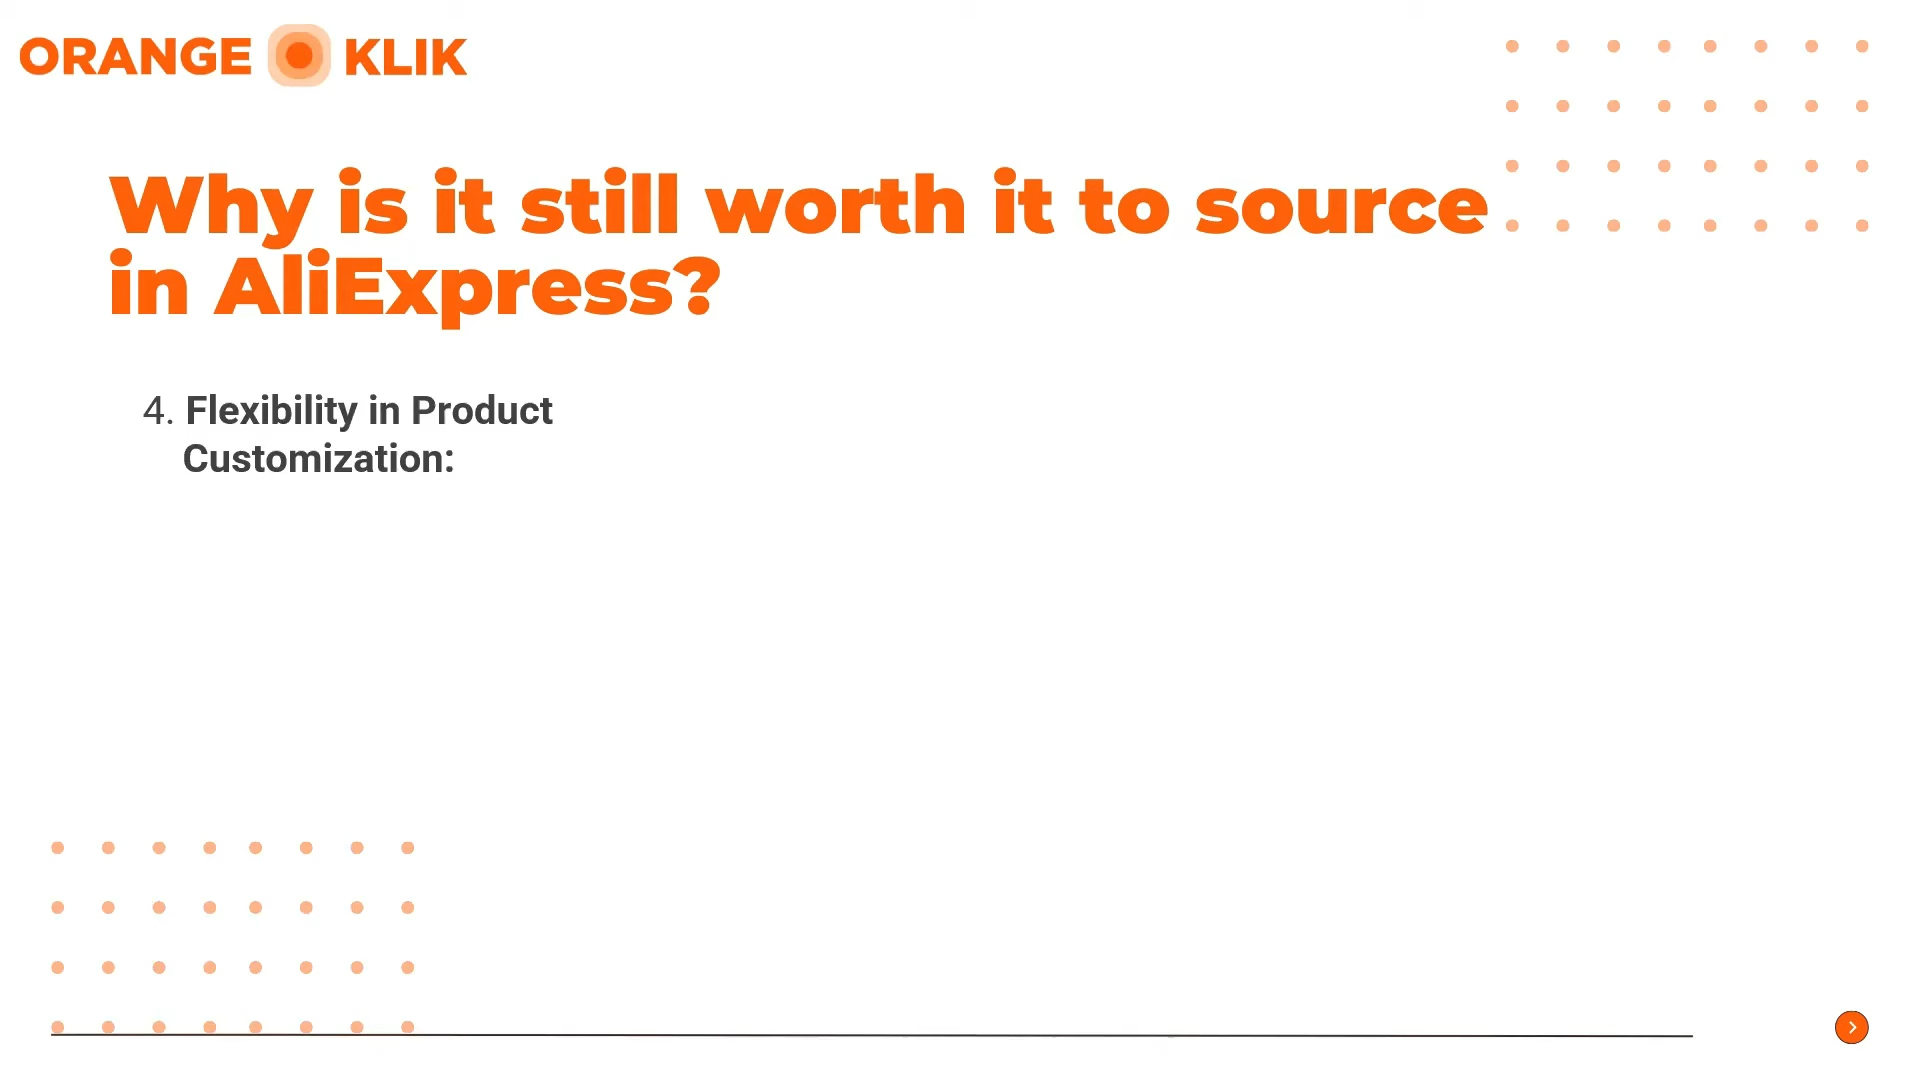 ORANGE KLIK
Why is it still worth it to source
in AliExpress?
4. Flexibility in Product
Customization: